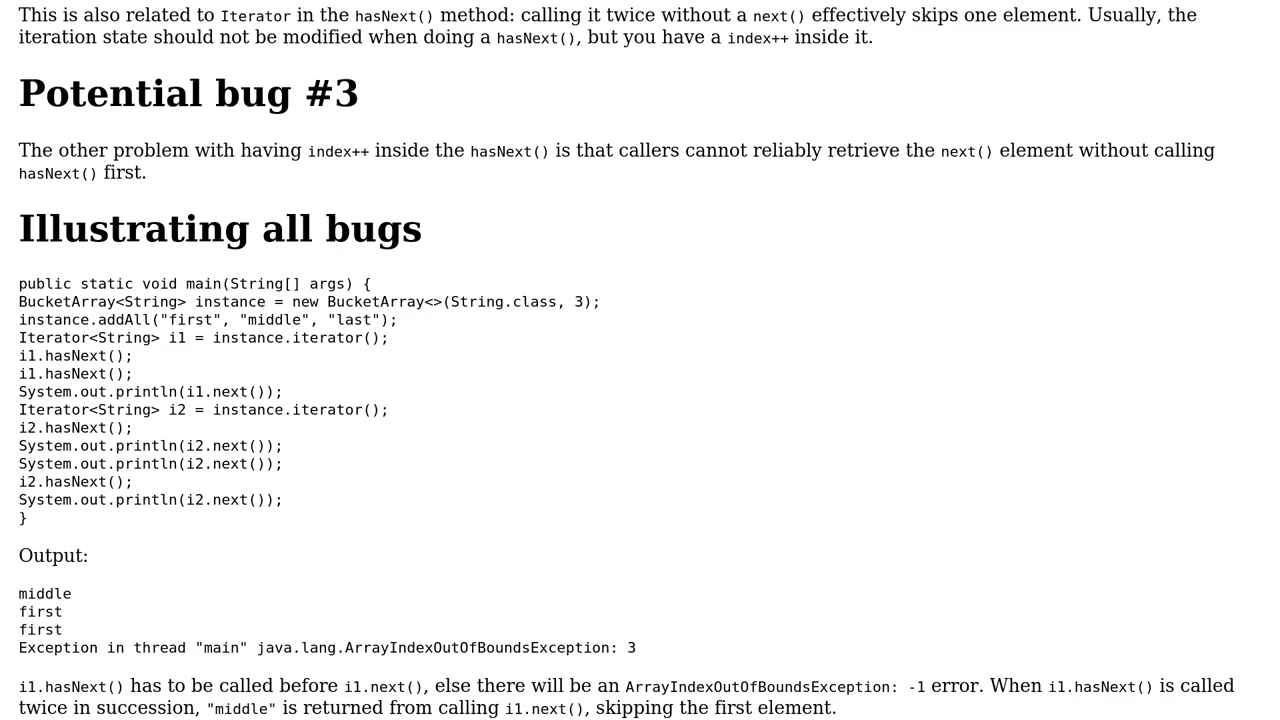 This is also related to Iterator in the hasNext() method: calling it twice without a next() effectively skips one element. Usually, the
iteration state should not be modified when doing a hasNext(), but you have a index++ inside it.
Potential bug #3
The other problem with having index++ inside the hasNext() is that callers cannot reliably retrieve the next() element without calling
hasNext() first.
Illustrating all bugs
public static void main(String[] args) {
BucketArray<String> instance = new BucketArray<>(String.class, 3);
instance.addAll("first", "middle", "last");
Iterator<String> i1 = instance.iterator();
i1.hasNext();
i1.hasNext();
System.out.println(i1.next());
Iterator<String> i2 = instance.iterator();
i2.hasNext();
System.out.println(i2.next());
System.out.println(i2.next());
i2.hasNext();
System.out.println(i2.next());
}
Output:
middle
first
first
Exception in thread "main" java.lang.ArrayIndexOutOfBoundsException: 3
i1.hasNext() has to be called before i1.next(), else there will be an ArrayIndexOutOfBoundsException: -1 error. When i1.hasNext() is called
twice in succession, "middle" is returned from calling i1.next(), skipping the first element.